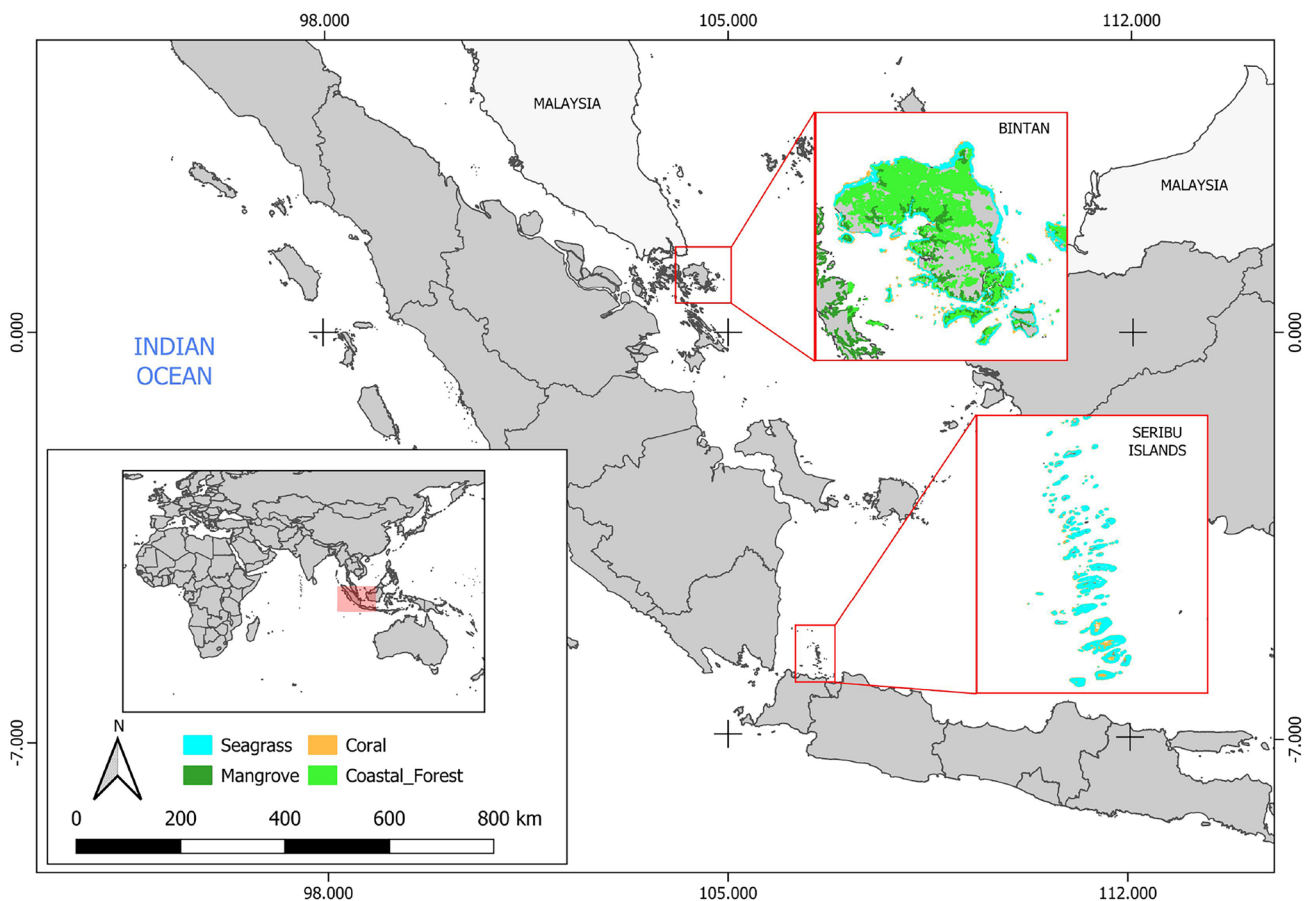 98.000
105.000
112.000
MALAYSIA
BINTAN
MALAYSIA
0.000
0.000
INDIAN
OCEAN
SERIBU
ISLANDS
-7.000
-7.000
N
Seagrass
Coral
Mangrove
Coastal_Forest
0
200
400
600
800 km
98.000
105.000
112.000